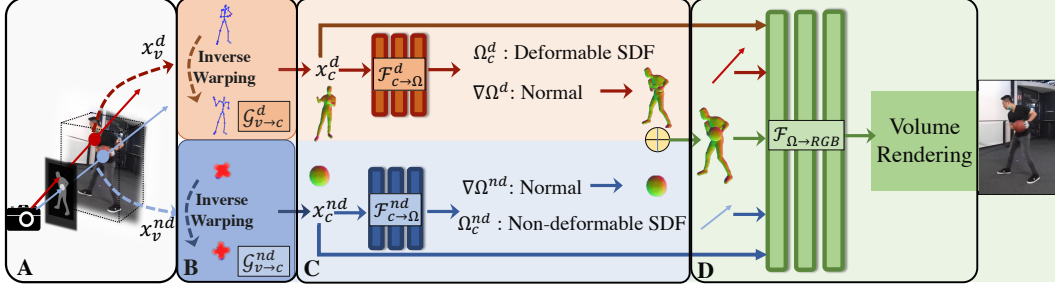 x_v^d
x_v^{nd}
A
Inverse
Warping
G_{v→c}^d
Inverse
Warping
B
G_{v→c}^{nd}
x_c^d
F_{c→Ω}^d
Ω_c^d : Deformable SDF
∇Ω^d: Normal
x_c^{nd}
F_{c→Ω}^{nd}
∇Ω^{nd}: Normal
Ω_c^{nd}: Non-deformable SDF
C
F_{Ω→RGB}
D
Volume
Rendering